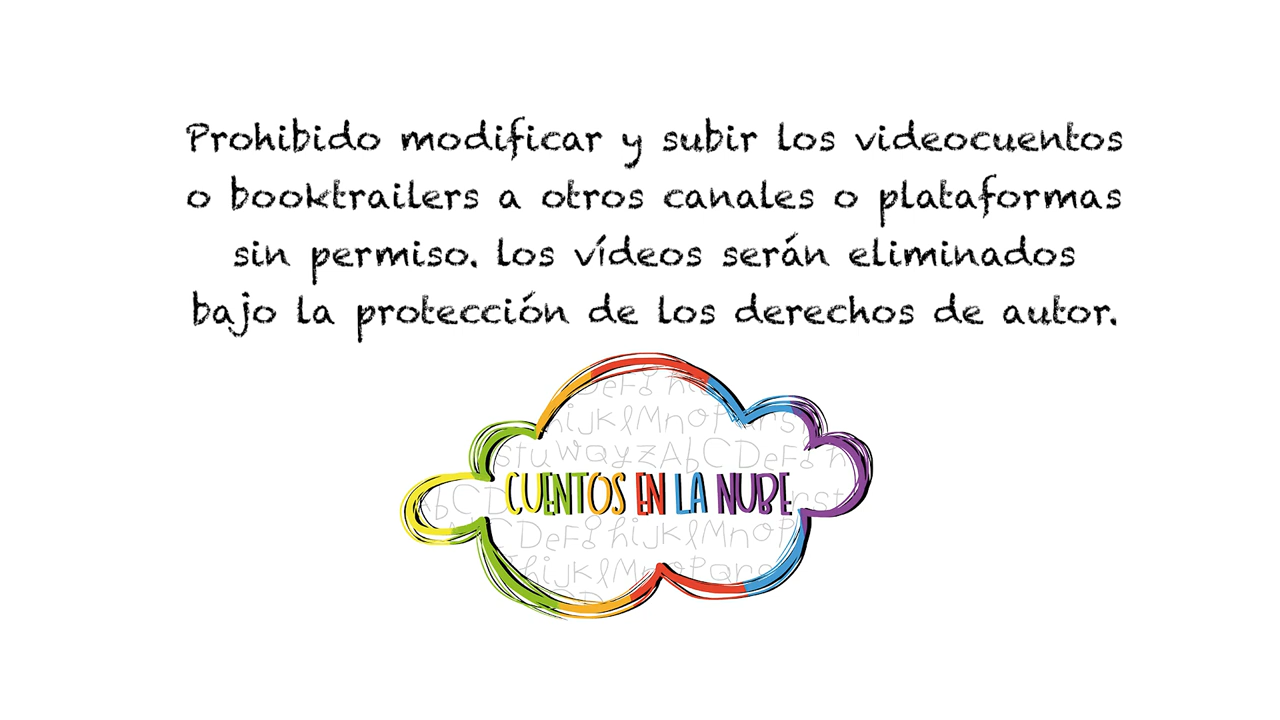 Prohibido modificar y subir los videocuentos
o booktrailers a otros canales o plataformas
sin permiso. los vídeos serán eliminados
bajo la protección de los derechos de autor.
CUENTOS EN LA NUBE